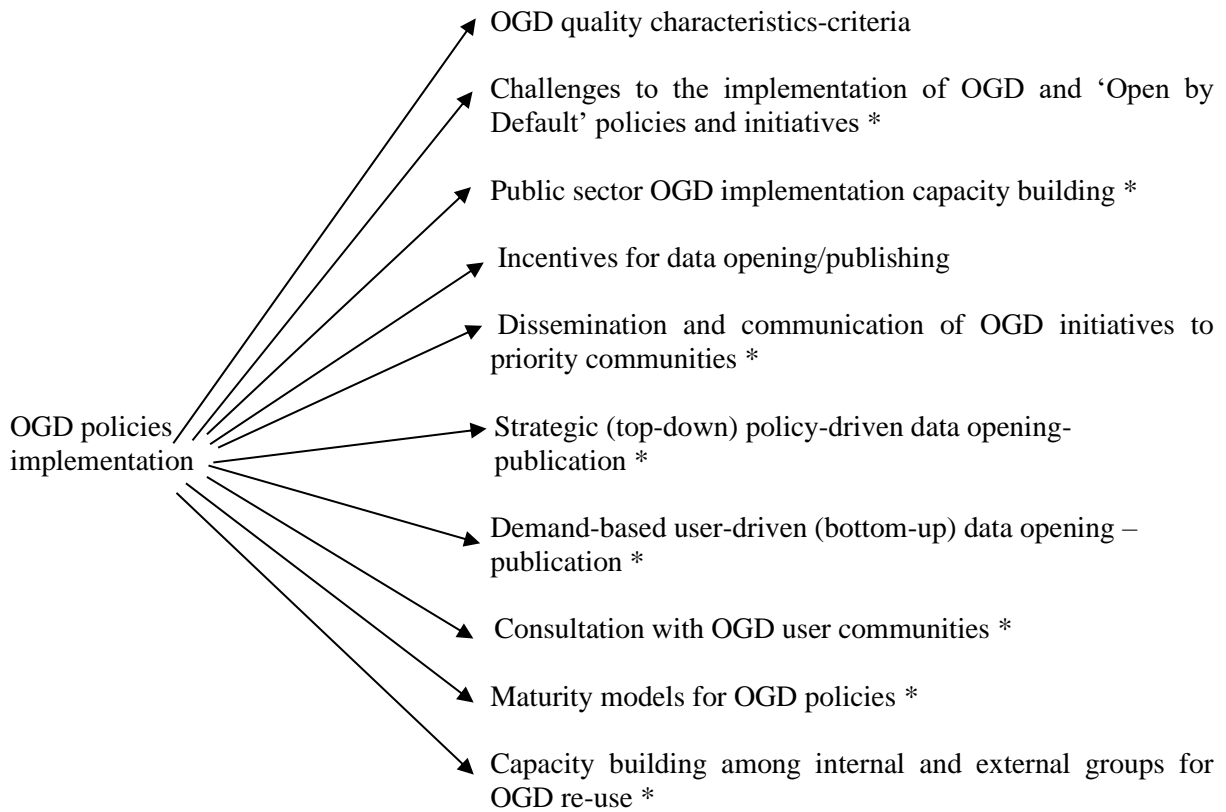 OGD quality characteristics-criteria
Challenges to the implementation of OGD and ‘Open by
Default’ policies and initiatives *
Public sector OGD implementation capacity building *
Incentives for data opening/publishing
Dissemination and communication of OGD initiatives to
priority communities *
OGD policies
implementation
Strategic (top-down) policy-driven data opening-
publication *
Demand-based user-driven (bottom-up) data opening –
publication *
Consultation with OGD user communities *
Maturity models for OGD policies *
Capacity building among internal and external groups for
OGD re-use *